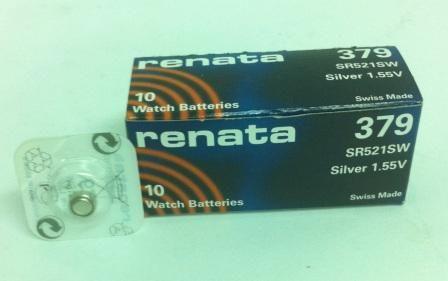 renata
379
SR521SW
Silver 1.55V
10
Watch Batteries
Swiss Made
renata
379
SR521SW
Silver 1.55V
10
Watch Batteries
Swiss Made